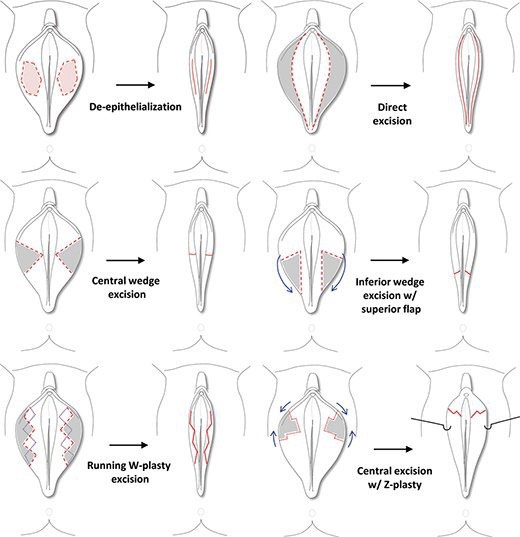 De-epithelialization
Direct
excision
Central wedge
excision
Inferior wedge
excision w/
superior flap
Running W-plasty
excision
Central excision
w/ Z-plasty